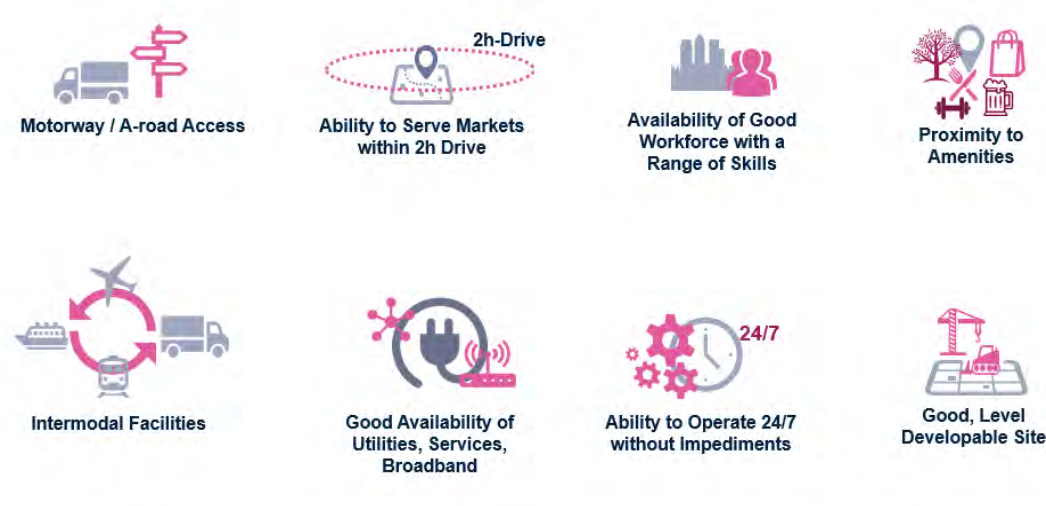 2h-Drive
Motorway / A-road Access
Ability to Serve Markets
within 2h Drive
Availability of Good
Workforce with a
Range of Skills
Proximity to
Amenities
Intermodal Facilities
Good Availability of
Utilities, Services,
Broadband
24/7
Ability to Operate 24/7
without Impediments
Good, Level
Developable Site